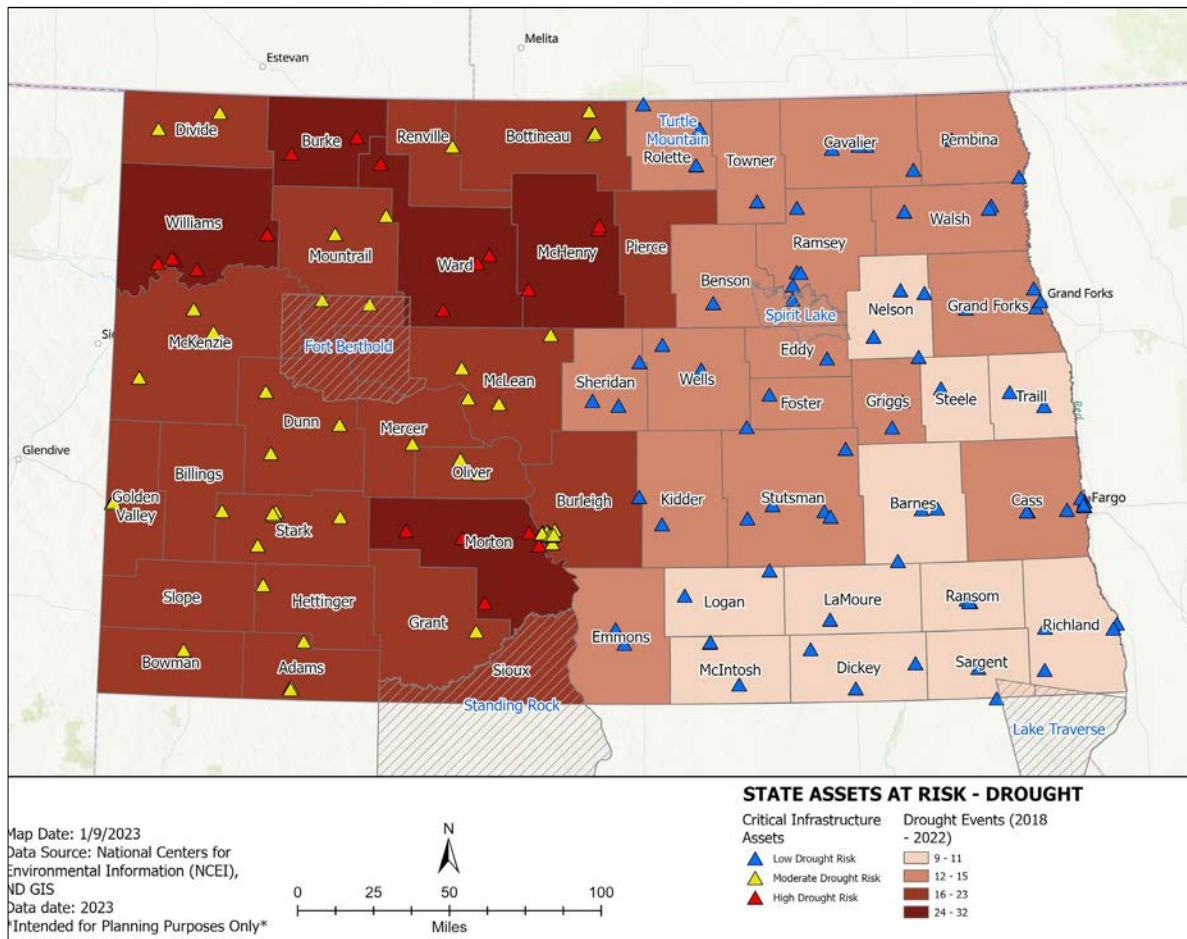 Melita
Estevan
Divide
Burke
Renville
Bottineau
Turtle
Mountain
Rolette
Towner
Cavalier
Pembina
Williams
Mountrail
Ward
McHenry
Pierce
Benson
Ramsey
Walsh
Spirit Lake
Nelson
Grand Forks
Grand Forks
McKenzie
Fort Berthold
McLean
Sheridan
Wells
Eddy
Foster
Griggs
Steele
Traill
Red
Dunn
Mercer
Oliver
Glendive
Golden
Valley
Billings
Stark
Morton
Burleigh
Kidder
Stutsman
Barnes
Cass
Fargo
Slope
Hettinger
Grant
Emmons
Logan
LaMoure
Ransom
Richland
Bowman
Adams
Sioux
McIntosh
Dickey
Sargent
Standing Rock
Lake Traverse
Map Date: 1/9/2023
Data Source: National Centers for
Environmental Information (NCEI),
ND GIS
Data date: 2023
*Intended for Planning Purposes Only*
N
0 25 50 100
Miles
STATE ASSETS AT RISK - DROUGHT
Critical Infrastructure
Assets
Low Drought Risk
Moderate Drought Risk
High Drought Risk
Drought Events (2018
- 2022)
9 - 11
12 - 15
16 - 23
24 - 32